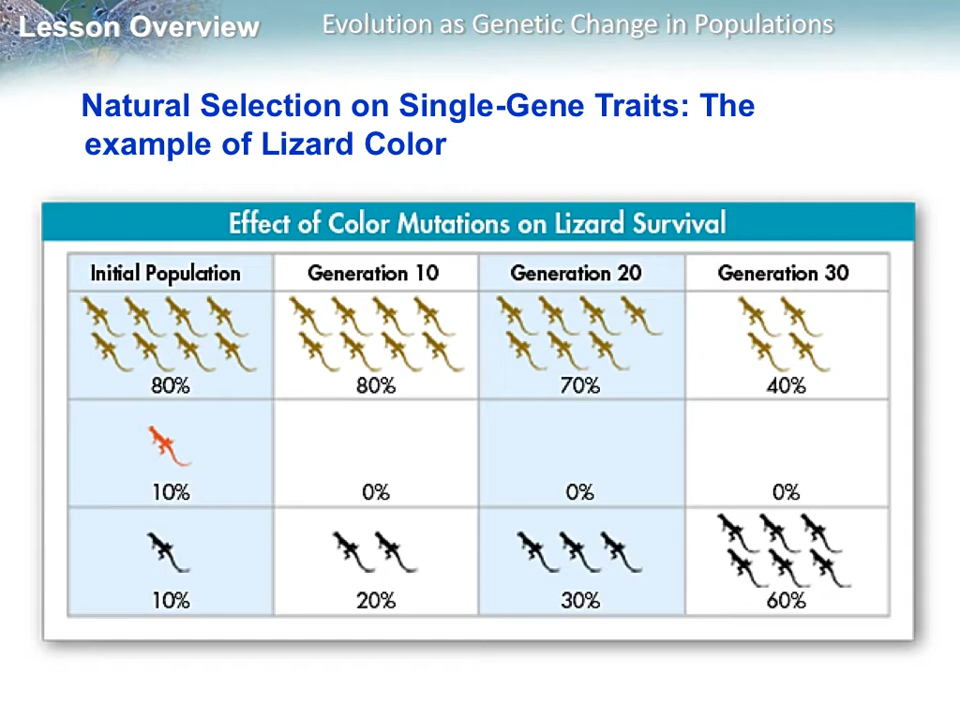 Lesson Overview Evolution as Genetic Change in Populations
Natural Selection on Single-Gene Traits: The
example of Lizard Color
Effect of Color Mutations on Lizard Survival
Initial Population Generation 10 Generation 20 Generation 30
80% 80% 70% 40%
10% 0% 0% 0%
10% 20% 30% 60%